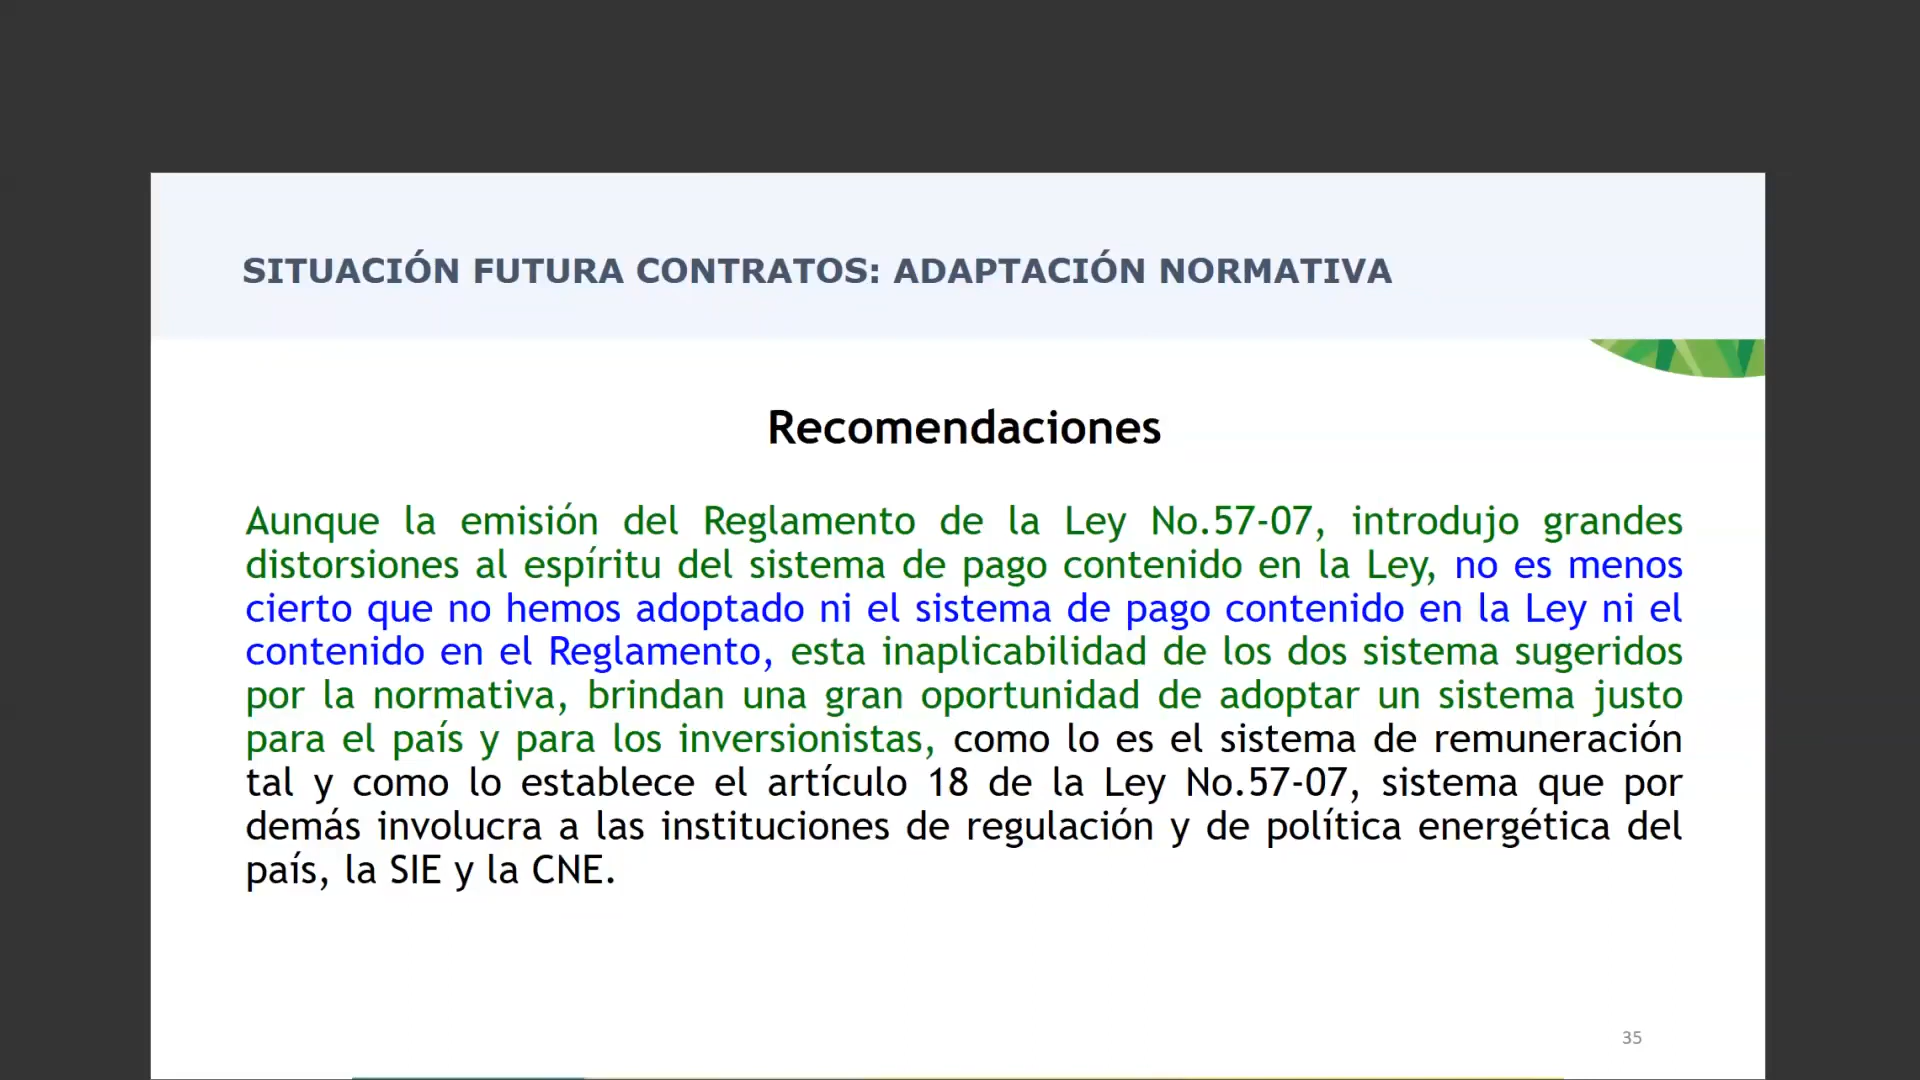 SITUACIÓN FUTURA CONTRATOS: ADAPTACIÓN NORMATIVA
Recomendaciones
Aunque la emisión del Reglamento de la Ley No.57-07, introdujo grandes
distorsiones al espíritu del sistema de pago contenido en la Ley, no es menos
cierto que no hemos adoptado ni el sistema de pago contenido en la Ley ni el
contenido en el Reglamento, esta inaplicabilidad de los dos sistema sugeridos
por la normativa, brindan una gran oportunidad de adoptar un sistema justo
para el país y para los inversionistas, como lo es el sistema de remuneración
tal y como lo establece el artículo 18 de la Ley No.57-07, sistema que por
demás involucra a las instituciones de regulación y de política energética del
país, la SIE y la CNE.
35